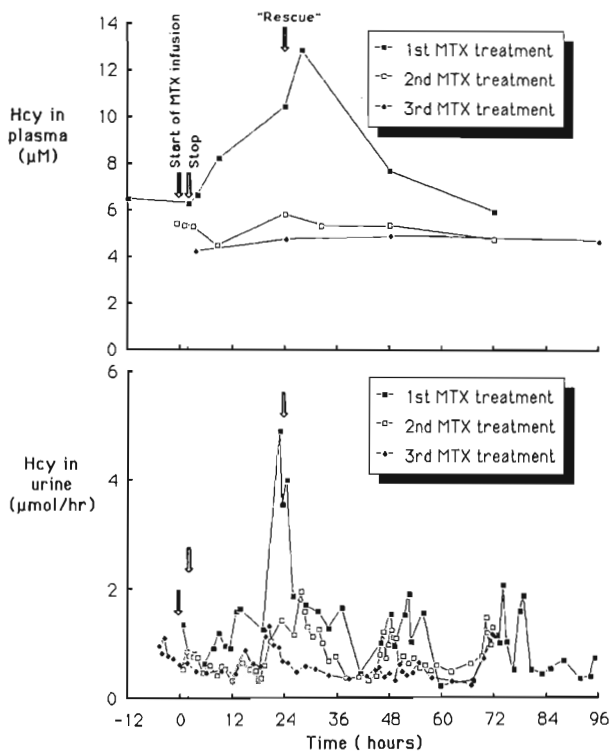 "Rescue"
14
12
10
8
6
4
2
0
Hcy in
plasma
(µM)
Start of MTX infusion
Stop
1st MTX treatment
2nd MTX treatment
3rd MTX treatment
6
4
2
0
Hcy in
urine
(µmol/hr)
1st MTX treatment
2nd MTX treatment
3rd MTX treatment
-12 0 12 24 36 48 60 72 84 96
Time ( hours)